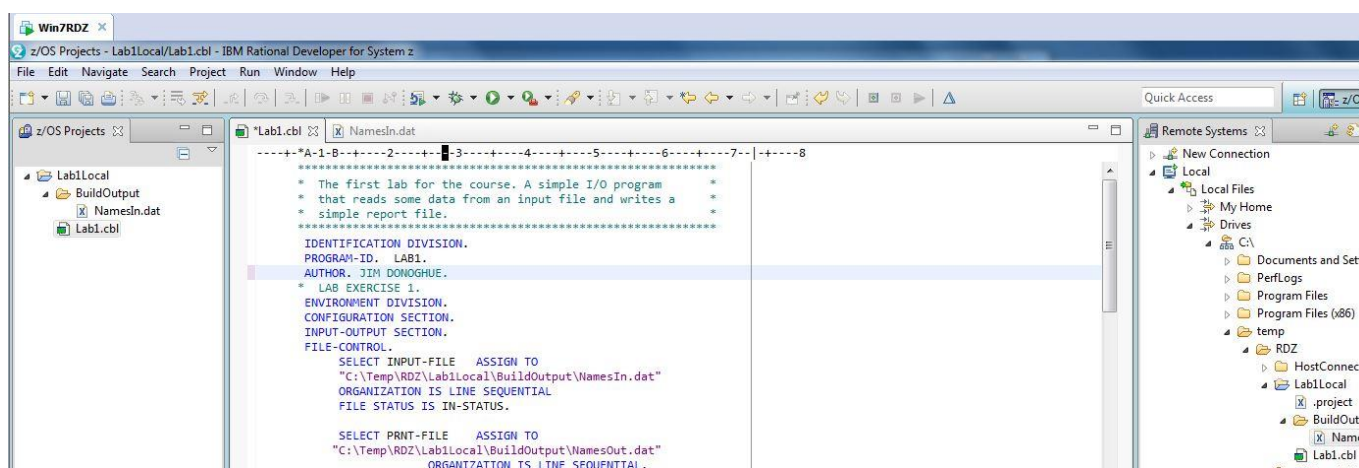 Win7RDZ
z/OS Projects - Lab1Local/Lab1.cbl - IBM Rational Developer for System z
File Edit Navigate Search Project Run Window Help
Quick Access
z/OS Projects
Lab1Local
BuildOutput
NamesIn.dat
Lab1.cbl
*Lab1.cbl NamesIn.dat
----+-*A-1-B--+----2----+----3----+----4----+----5----+----6----+----7--|-+----8
************************************************************
* The first lab for the course. A simple I/O program *
* that reads some data from an input file and writes a *
* simple report file. *
************************************************************
IDENTIFICATION DIVISION.
PROGRAM-ID. LAB1.
AUTHOR. JIM DONOGHUE.
* LAB EXERCISE 1.
ENVIRONMENT DIVISION.
CONFIGURATION SECTION.
INPUT-OUTPUT SECTION.
FILE-CONTROL.
SELECT INPUT-FILE ASSIGN TO
"C:\Temp\RDZ\Lab1Local\BuildOutput\NamesIn.dat"
ORGANIZATION IS LINE SEQUENTIAL
FILE STATUS IS IN-STATUS.
SELECT PRNT-FILE ASSIGN TO
"C:\Temp\RDZ\Lab1Local\BuildOutput\NamesOut.dat"
ORGANIZATION IS LINE SEQUENTIAL.
Remote Systems
New Connection
Local
Local Files
My Home
Drives
C:\
Documents and Set
PerfLogs
Program Files
Program Files (x86)
temp
RDZ
HostConnec
Lab1Local
.project
BuildOut
Name
Lab1.cbl